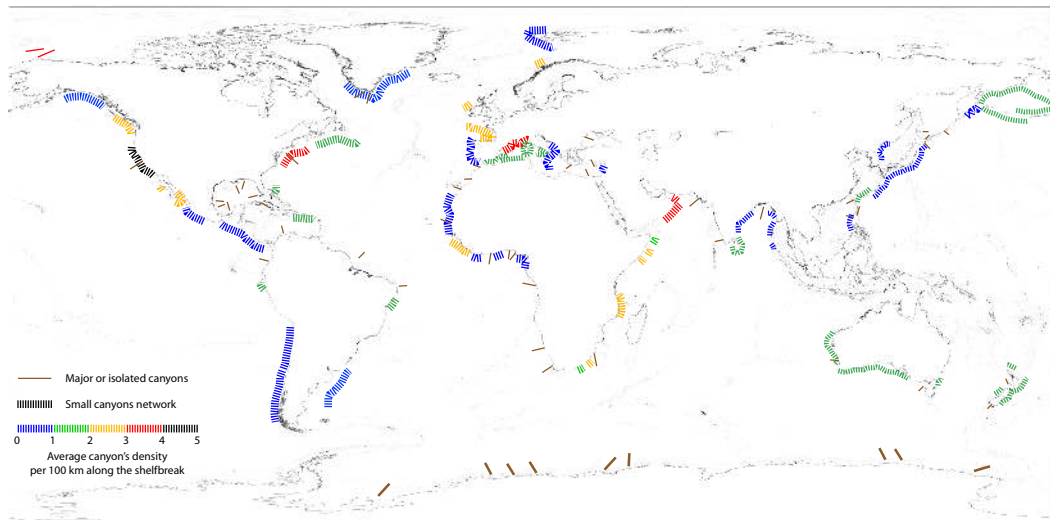 Major or isolated canyons
Small canyons network
0 1 2 3 4 5
Average canyon's density
per 100 km along the shelfbreak